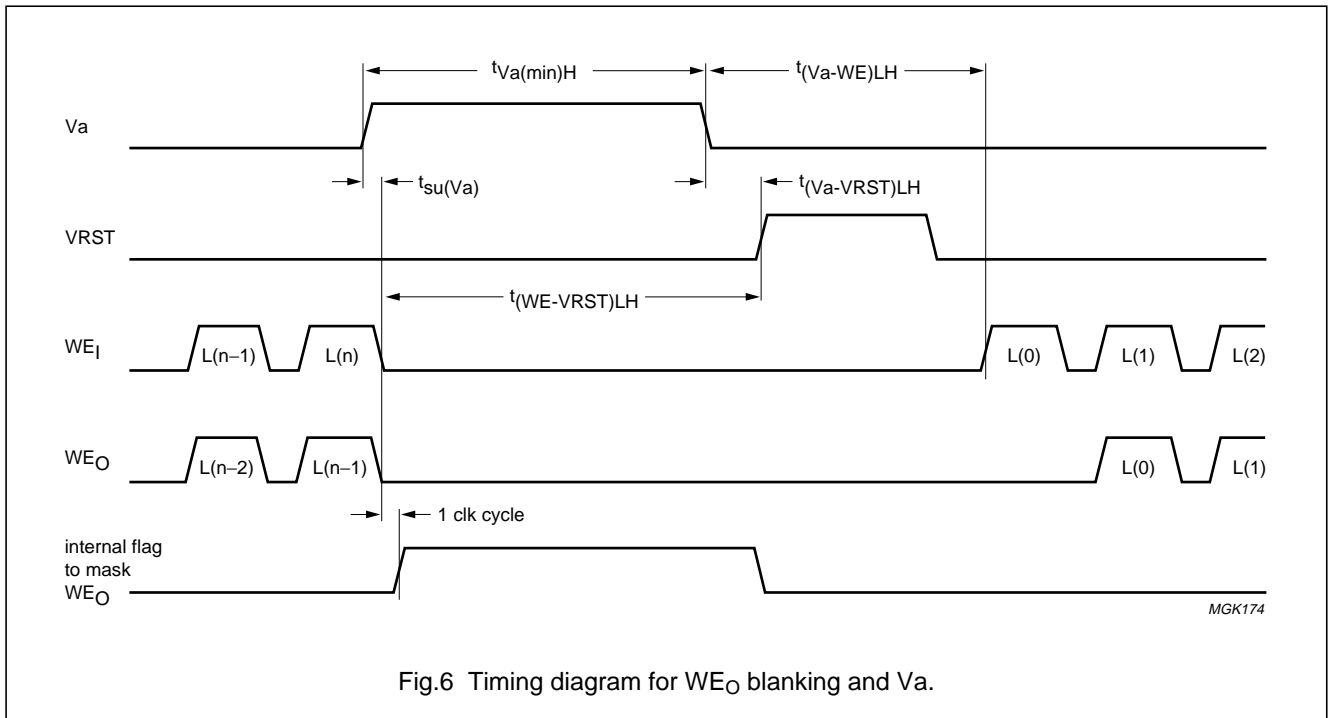 tVa(min)H
t(Va-WE)LH
Va
tsu(Va)
t(Va-VRST)LH
VRST
t(WE-VRST)LH
WEI
L(n−1)
L(n)
L(0)
L(1)
L(2)
WEO
L(n−2)
L(n−1)
L(0)
L(1)
1 clk cycle
internal flag
to mask
WEO
MGK174
Fig.6 Timing diagram for WEO blanking and Va.